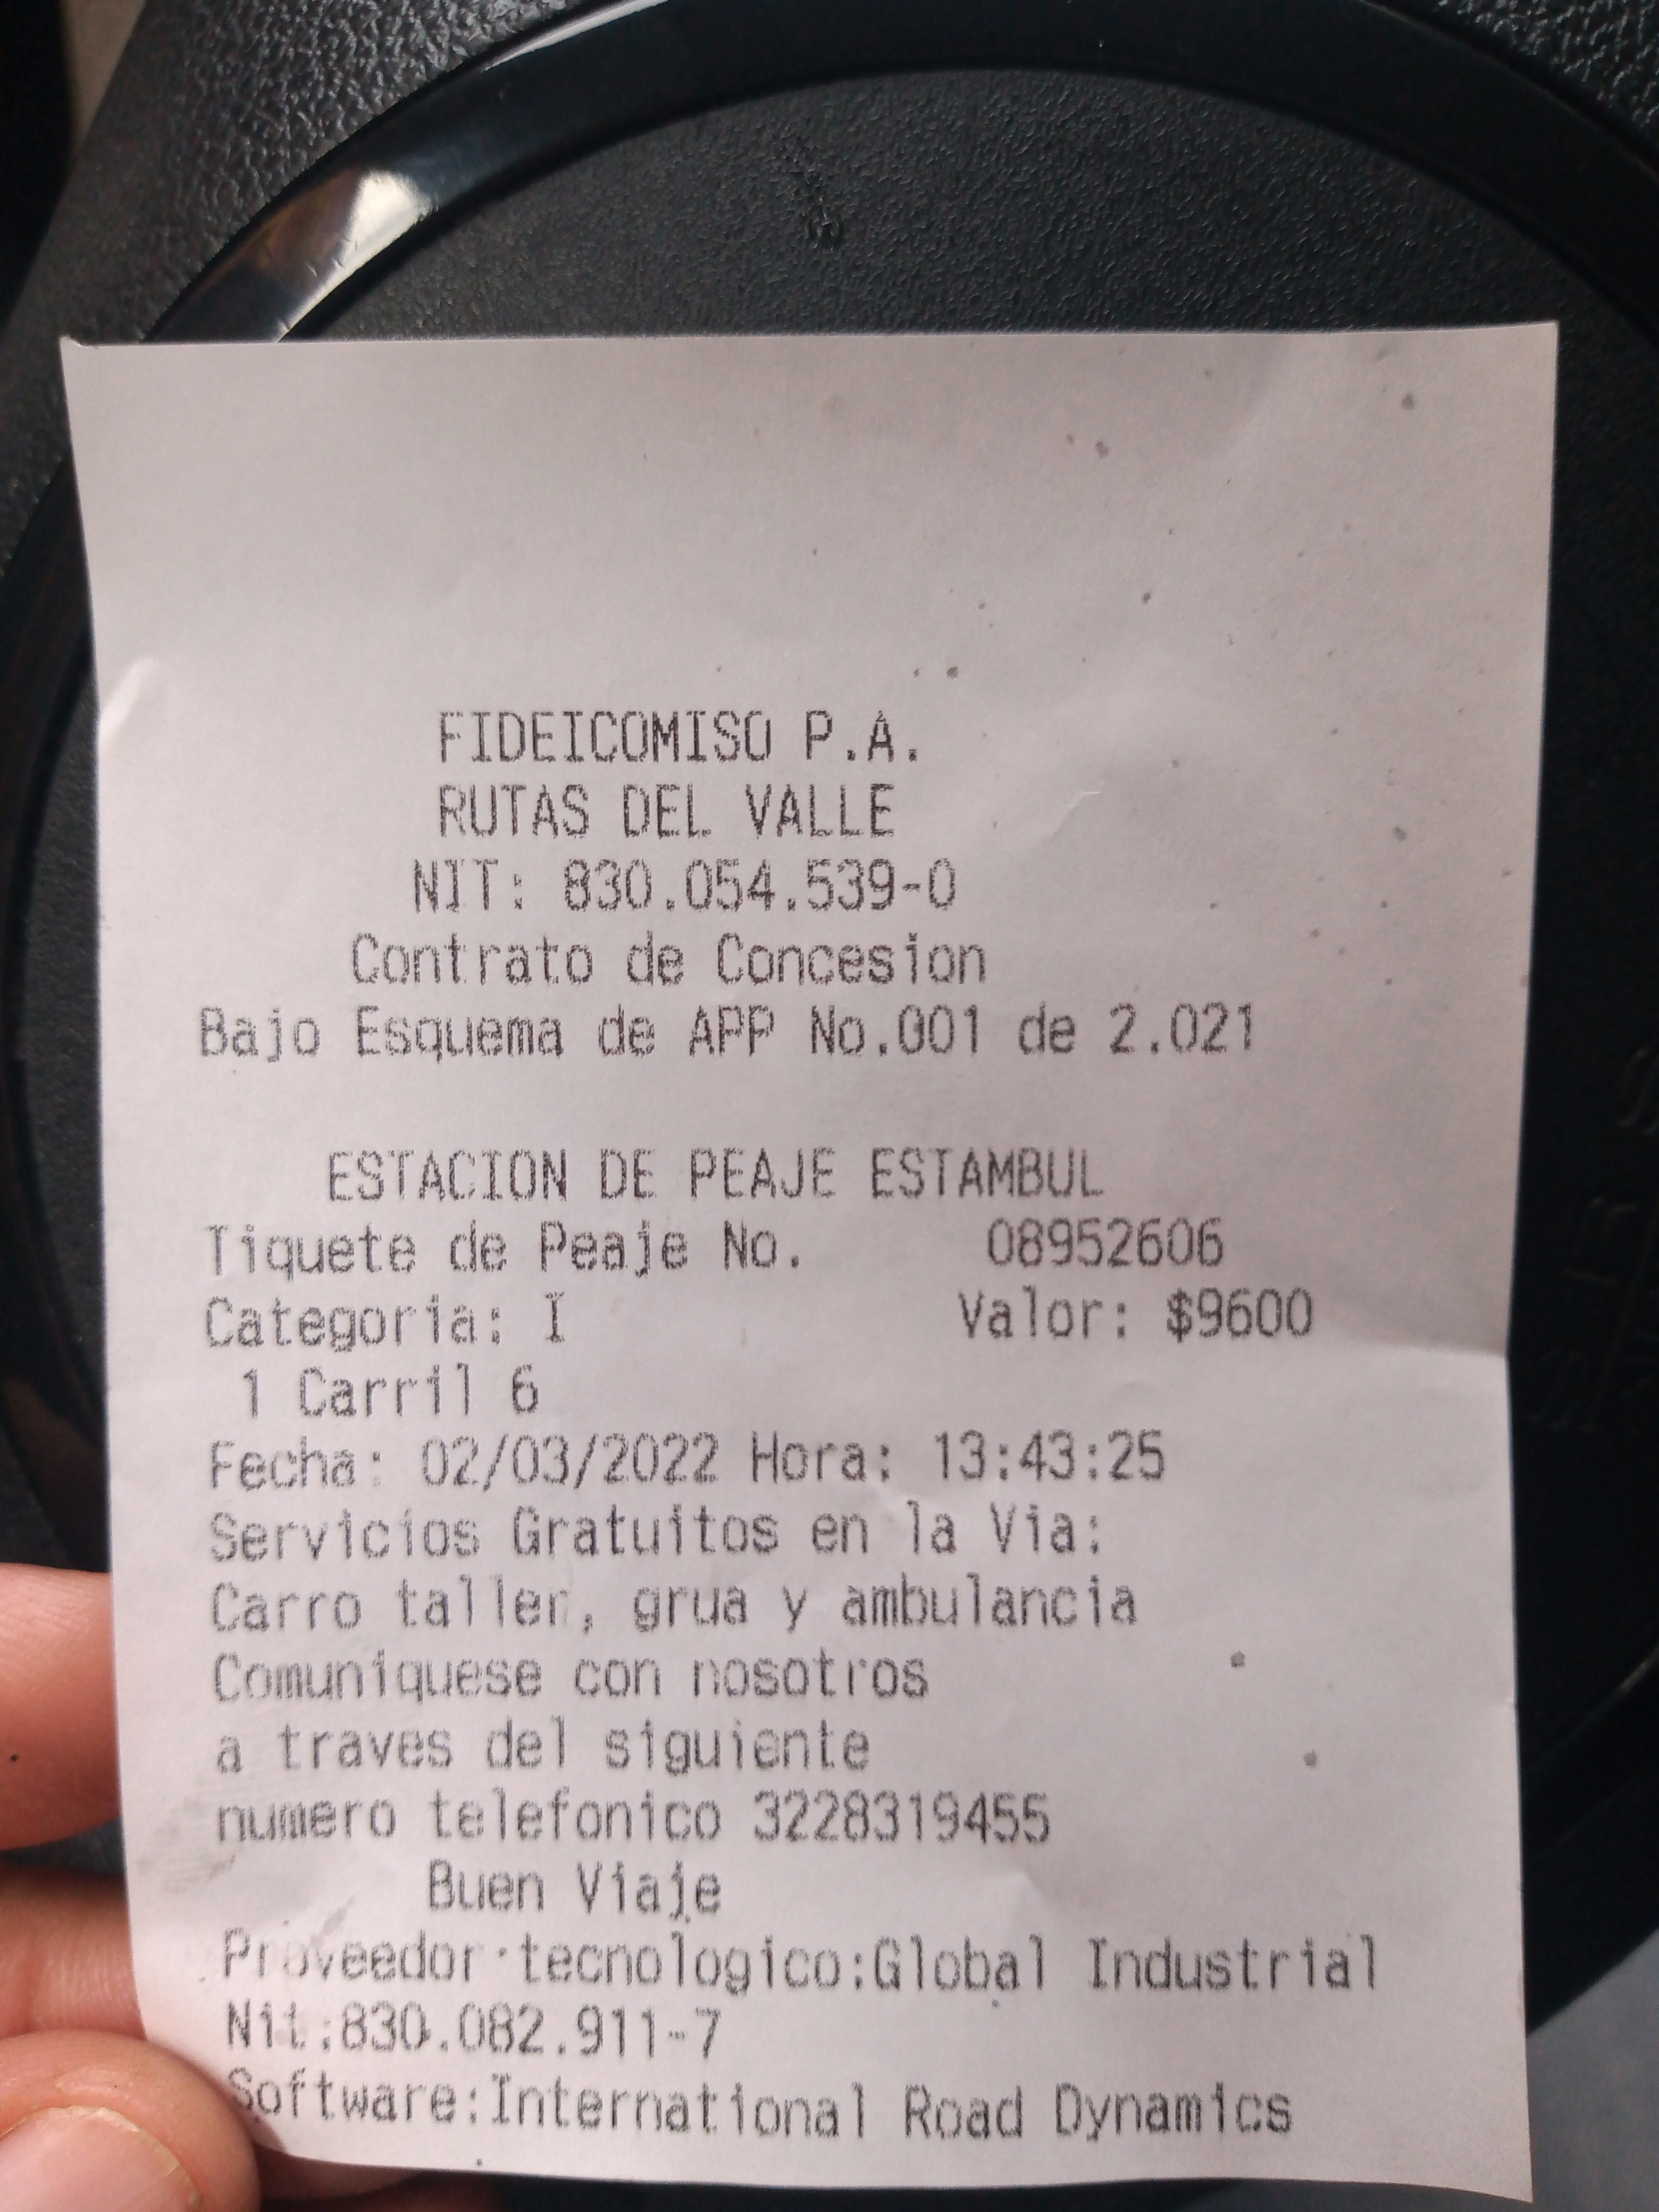 FIDEICOMISO P.A.
RUTAS DEL VALLE
NIT: 830.054.539-0
Contrato de Concesion
Bajo Esquema de APP No.001 de 2.021
ESTACION DE PEAJE ESTAMBUL
Tiquete de Peaje No. 08952606
Categoria: I Valor: $9600
1 Carril 6
Fecha: 02/03/2022 Hora: 13:43:25
Servicios Gratuitos en la Via:
Carro taller, grua y ambulancia
Comuniquese con nosotros
a traves del siguiente
numero telefonico 3228319455
Buen Viaje
Proveedor tecnologico:Global Industrial
Nit:830.082.911-7
Software:International Road Dynamics